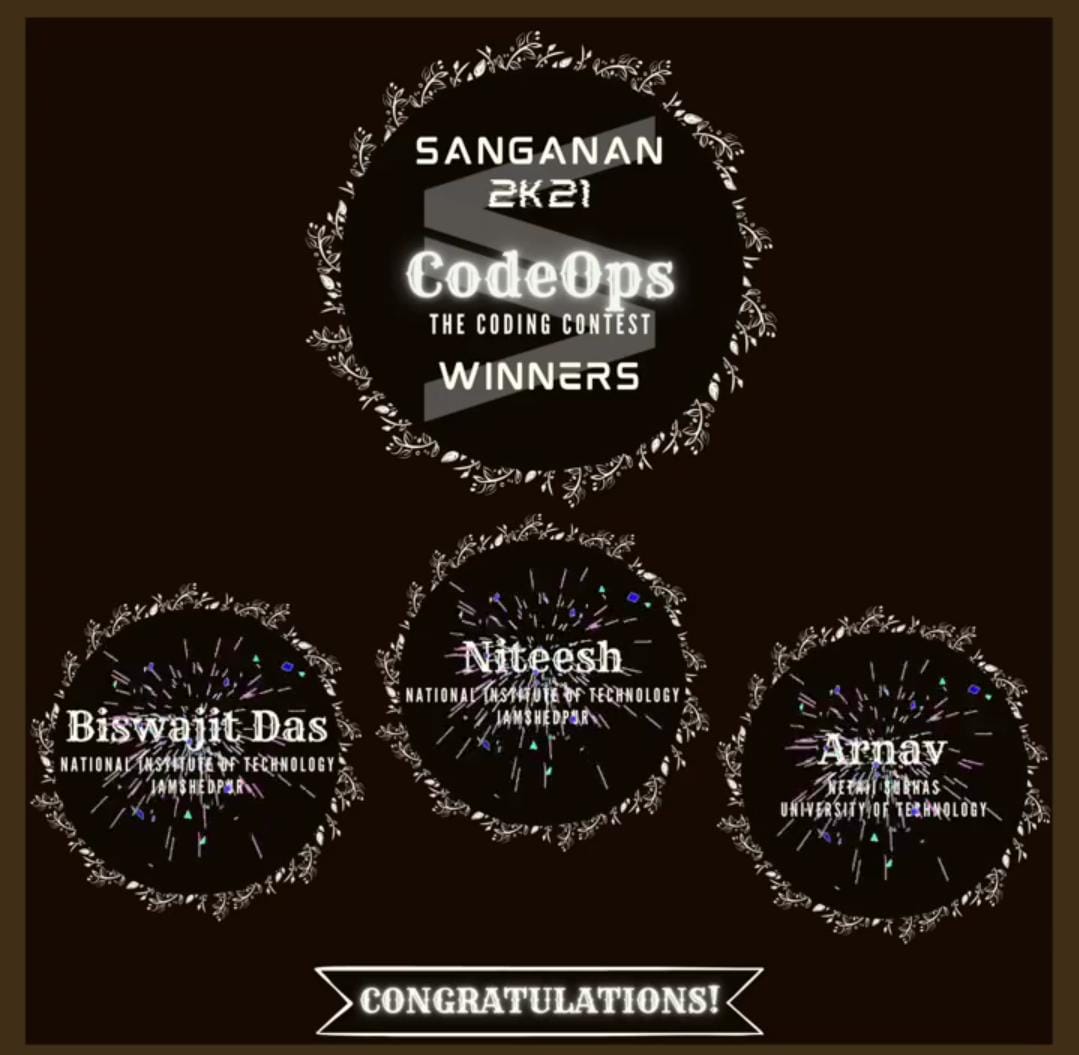 SANGANAN
2K21
CodeOps
THE CODING CONTEST
WINNERS
Niteesh
NATIONAL INSTITUTE OF TECHNOLOGY
JAMSHEDPUR
Biswajit Das
NATIONAL INSTITUTE OF TECHNOLOGY
JAMSHEDPUR
Arnav
NETAJI SUBHAS
UNIVERSITY OF TECHNOLOGY
CONGRATULATIONS!